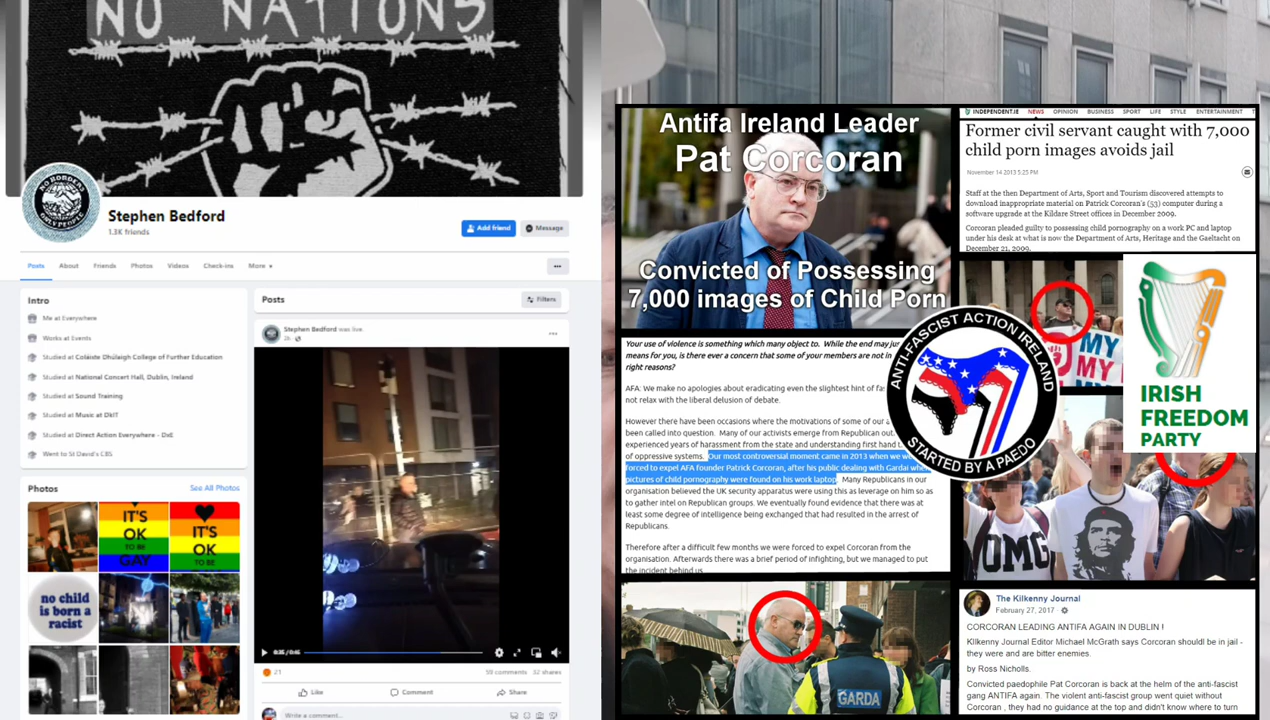 NO NATIONS
NO BORDERS
ONLY PEOPLE
Stephen Bedford
1.3K friends
Add friend
Message
Posts
About
Friends
Photos
Videos
Check-ins
More
Intro
Me at Everywhere
Works at Events
Studied at Coláiste Dhúlaigh College of Further Education
Studied at National Concert Hall, Dublin, Ireland
Studied at Sound Training
Studied at Music at DkIT
Studied at Direct Action Everywhere - DxE
Went to St David's CBS
Photos
See All Photos
IT'S
OK
TO BE
GAY
IT'S
OK
TO BE
no child
is born a
racist
Posts
Filters
Stephen Bedford was live.
2h
0:35 / 0:45
21
59 comments 32 shares
Like
Comment
Share
Write a comment...
Antifa Ireland Leader
Pat Corcoran
Convicted of Possessing
7,000 images of Child Porn
INDEPENDENT.IE
NEWS
OPINION
BUSINESS
SPORT
LIFE
STYLE
ENTERTAINMENT
Former civil servant caught with 7,000
child porn images avoids jail
November 14 2013 5:25 PM
Staff at the then Department of Arts, Sport and Tourism discovered attempts to
download inappropriate material on Patrick Corcoran's (53) computer during a
software upgrade at the Kildare Street offices in December 2009.
Corcoran pleaded guilty to possessing child pornography on a work PC and laptop
under his desk at what is now the Department of Arts, Heritage and the Gaeltacht on
December 21, 2009.
MY
MY
M
IRISH
FREEDOM
PARTY
ANTI-FASCIST ACTION IRELAND
STARTED BY A PAEDO
Your use of violence is something which many object to. While the end may jus
means for you, is there ever a concern that some of your members are not in
right reasons?
AFA: We make no apologies about eradicating even the slightest hint of fa
not relax with the liberal delusion of debate.
However there have been occasions where the motivations of some of our
been called into question. Many of our activists emerge from Republican out
experienced years of harassment from the state and understanding first hand
of oppressive systems. Our most controversial moment came in 2013 when we we
forced to expel AFA founder Patrick Corcoran, after his public dealing with Gardai whe
pictures of child pornography were found on his work laptop. Many Republicans in our
organisation believed the UK security apparatus were using this as leverage on him so as
to gather intel on Republican groups. We eventually found evidence that there was at
least some degree of intelligence being exchanged that had resulted in the arrest of
Republicans.
Therefore after a difficult few months we were forced to expel Corcoran from the
organisation. Afterwards there was a brief period of infighting, but we managed to put
the incident behind us
OMG
GARDA
The Kilkenny Journal
February 27, 2017
CORCORAN LEADING ANTIFA AGAIN IN DUBLIN !
KIlkenny Journal Editor Michael McGrath says Corcoran shouldl be in jail -
they were and are bitter enemies.
by Ross Nicholls.
Convicted paedophile Pat Corcoran is back at the helm of the anti-fascist
gang ANTIFA again. The violent anti-fascist group went quiet without
Corcoran , they had no guidance at the top and didn't know where to turn